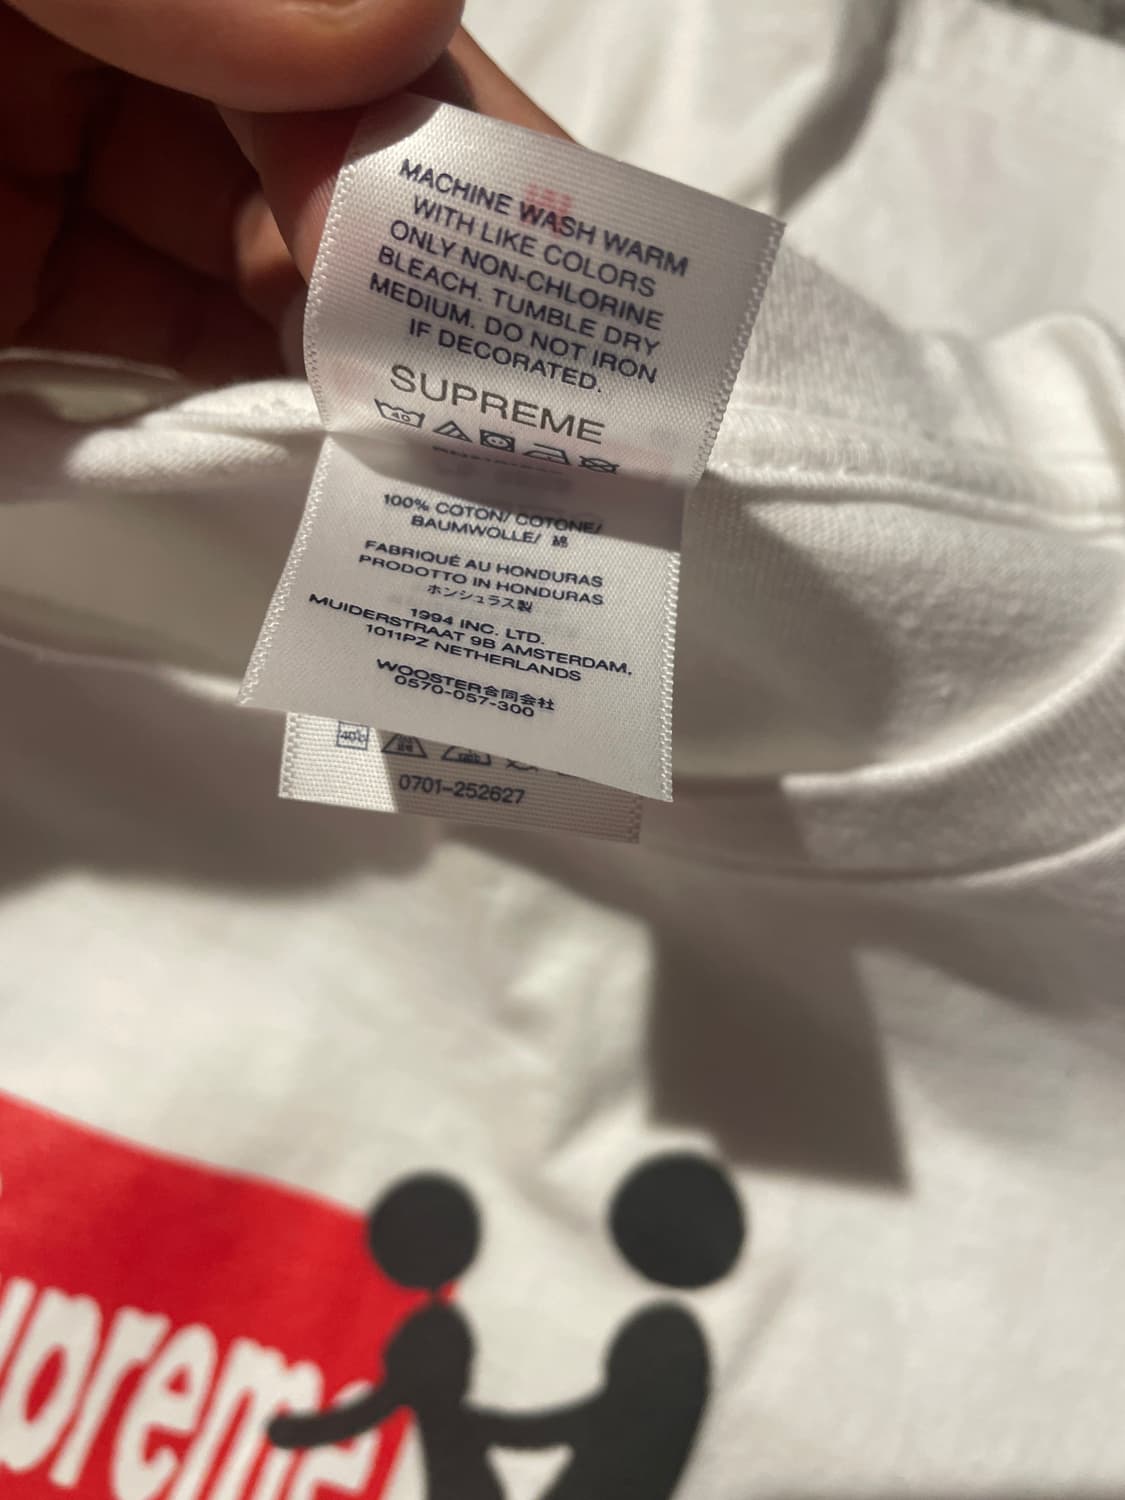 MACHINE WASH WARM
WITH LIKE COLORS
ONLY NON-CHLORINE
BLEACH. TUMBLE DRY
MEDIUM. DO NOT IRON
IF DECORATED.
SUPREME
40
100% COTON/ COTONE/
BAUMWOLLE/ 綿
FABRIQUÉ AU HONDURAS
PRODOTTO IN HONDURAS
ホンジュラス製
1994 INC. LTD.
MUIDERSTRAAT 9B AMSTERDAM.
1011PZ NETHERLANDS
WOOSTER合同会社
0570-057-300
0701-252627
upreme